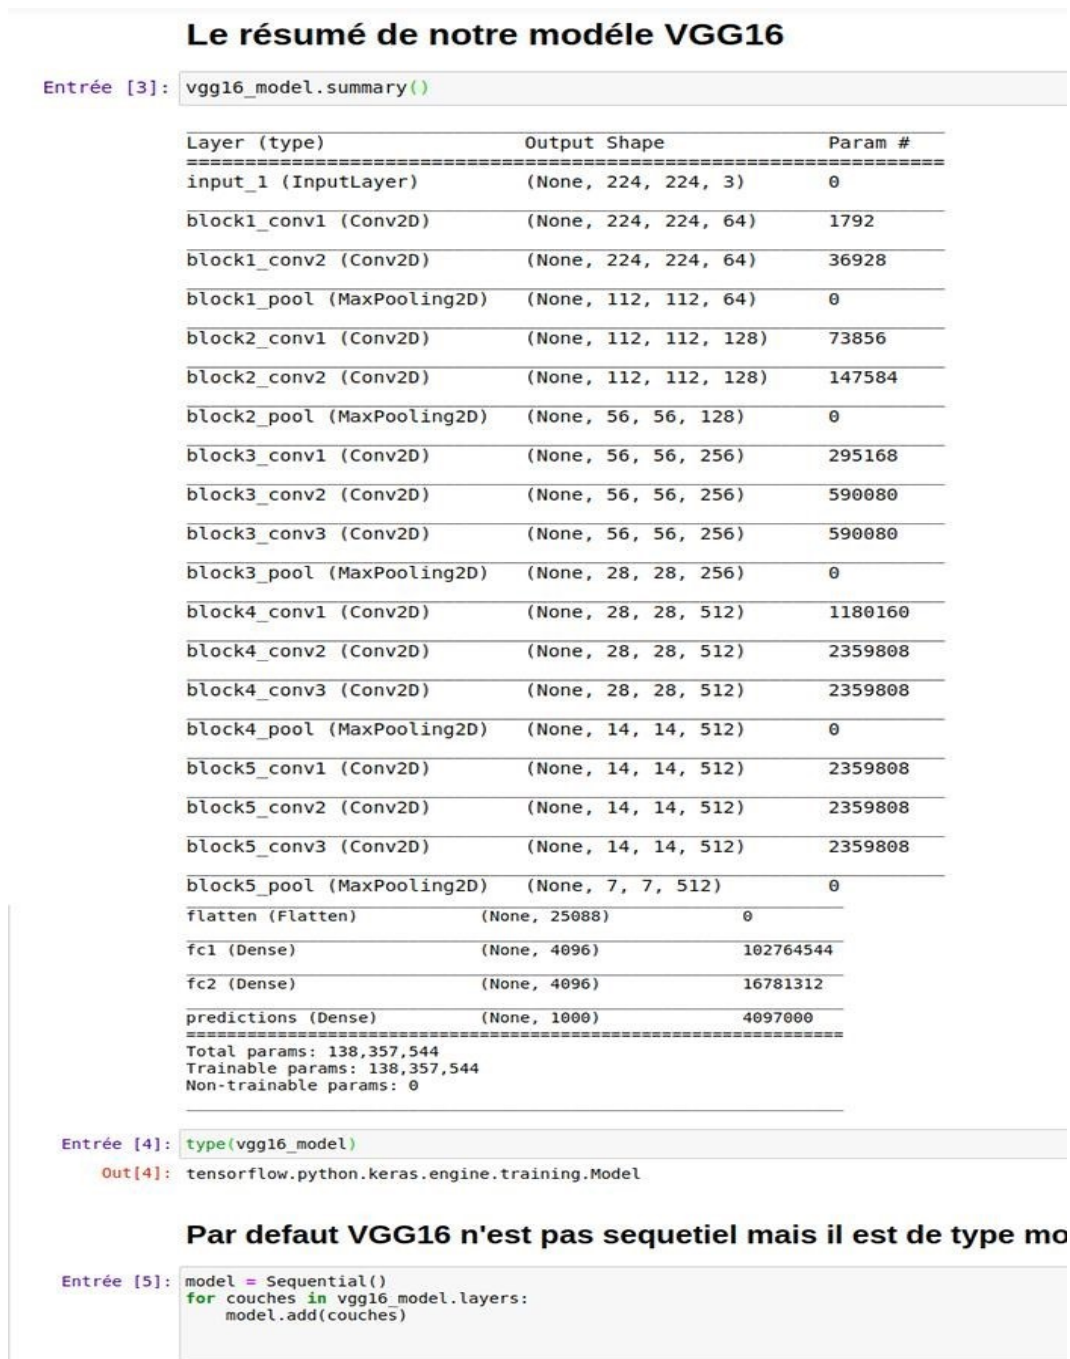 Le résumé de notre modéle VGG16
Entrée [3]: vgg16_model.summary()
Layer (type) Output Shape Param #
=================================================================
input_1 (InputLayer) (None, 224, 224, 3) 0
block1_conv1 (Conv2D) (None, 224, 224, 64) 1792
block1_conv2 (Conv2D) (None, 224, 224, 64) 36928
block1_pool (MaxPooling2D) (None, 112, 112, 64) 0
block2_conv1 (Conv2D) (None, 112, 112, 128) 73856
block2_conv2 (Conv2D) (None, 112, 112, 128) 147584
block2_pool (MaxPooling2D) (None, 56, 56, 128) 0
block3_conv1 (Conv2D) (None, 56, 56, 256) 295168
block3_conv2 (Conv2D) (None, 56, 56, 256) 590080
block3_conv3 (Conv2D) (None, 56, 56, 256) 590080
block3_pool (MaxPooling2D) (None, 28, 28, 256) 0
block4_conv1 (Conv2D) (None, 28, 28, 512) 1180160
block4_conv2 (Conv2D) (None, 28, 28, 512) 2359808
block4_conv3 (Conv2D) (None, 28, 28, 512) 2359808
block4_pool (MaxPooling2D) (None, 14, 14, 512) 0
block5_conv1 (Conv2D) (None, 14, 14, 512) 2359808
block5_conv2 (Conv2D) (None, 14, 14, 512) 2359808
block5_conv3 (Conv2D) (None, 14, 14, 512) 2359808
block5_pool (MaxPooling2D) (None, 7, 7, 512) 0
flatten (Flatten) (None, 25088) 0
fc1 (Dense) (None, 4096) 102764544
fc2 (Dense) (None, 4096) 16781312
predictions (Dense) (None, 1000) 4097000
=================================================================
Total params: 138,357,544
Trainable params: 138,357,544
Non-trainable params: 0
Entrée [4]: type(vgg16_model)
Out[4]: tensorflow.python.keras.engine.training.Model
Par defaut VGG16 n'est pas sequetiel mais il est de type mo
Entrée [5]: model = Sequential()
for couches in vgg16_model.layers:
model.add(couches)